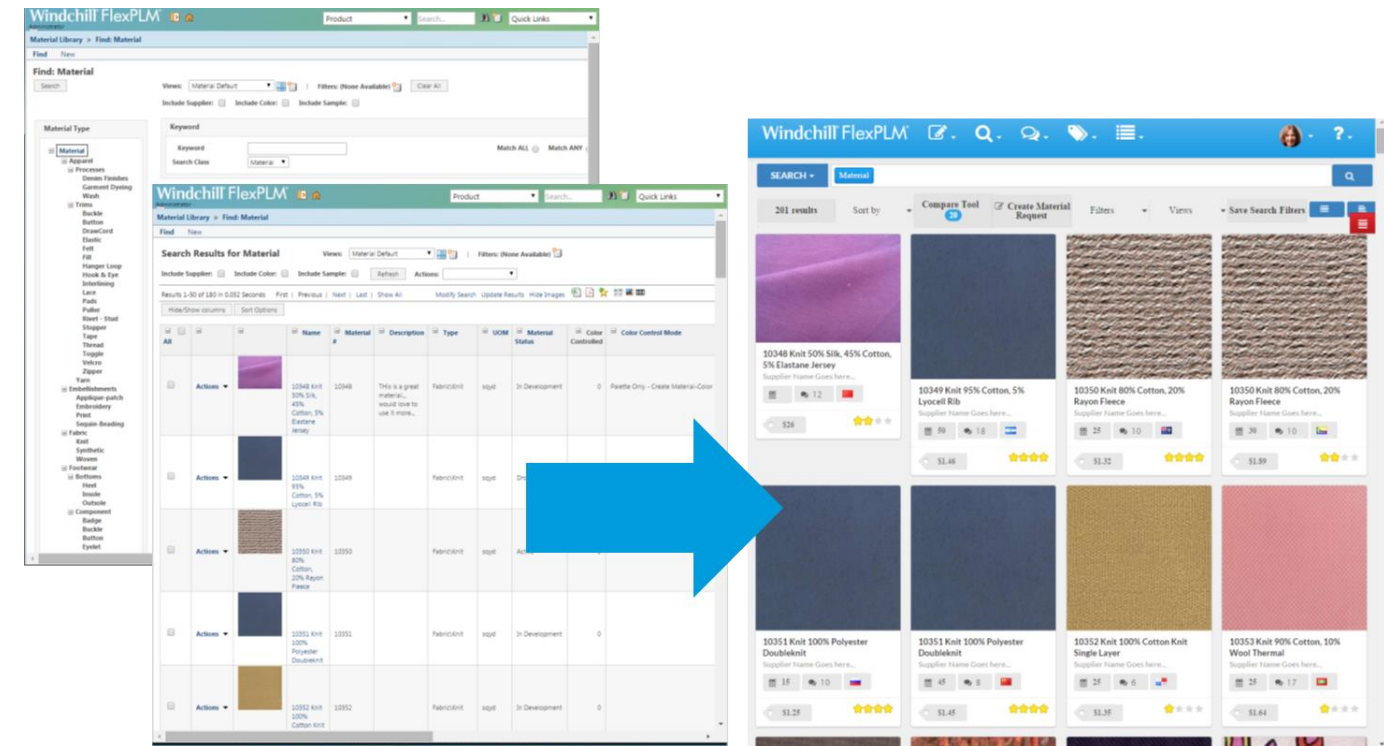 Windchill FlexPLM
Product
Search...
Quick Links
Administrator
Material Library > Find: Material
Find New
Find: Material
Search
Views: Material Default | Filters: (None Available) Clear All
Include Supplier: Include Color: Include Sample:
Material Type
Keyword
Keyword
Match ALL Match ANY
Search Class Material
Material
Apparel
Processes
Denim Finishes
Garment Dyeing
Wash
Trims
Buckle
Button
DrawCord
Elastic
Felt
Fill
Hanger Loop
Hook & Eye
Interlining
Lace
Pads
Puller
Rivet - Stud
Stopper
Tape
Thread
Toggle
Velcro
Zipper
Yarn
Embellishments
Applique-patch
Embroidery
Print
Sequin-Beading
Fabric
Knit
Synthetic
Woven
Footwear
Bottoms
Heel
Insole
Outsole
Component
Badge
Buckle
Button
Eyelet
Windchill FlexPLM
Product
Search...
Quick Links
Administrator
Material Library > Find: Material
Find New
Search Results for Material
Views: Material Default | Filters: (None Available)
Include Supplier: Include Color: Include Sample: Refresh Actions:
Results 1-50 of 180 in 0.092 Seconds First | Previous | Next | Last | Show All Modify Search Update Results Hide Images
Hide/Show columns Sort Options
All
Name
Material #
Description
Type
UOM
Material Status
Color Controlled
Color Control Mode
Actions
10348 Knit 50% Silk, 45% Cotton, 5% Elastane Jersey
10348
THis is a great material... would love to use it more...
Fabric\Knit
sqyd
In Development
0
Palette Only - Create Material-Color
Actions
10349 Knit 95% Cotton, 5% Lyocell Rib
10349
Fabric\Knit
sqyd
Actions
10350 Knit 80% Cotton, 20% Rayon Fleece
10350
Fabric\Knit
sqyd
Actions
10351 Knit 100% Polyester Doubleknit
10351
Fabric\Knit
sqyd
In Development
0
Actions
10352 Knit 100% Cotton Knit
10352
Fabric\Knit
sqyd
In Development
0
Windchill FlexPLM
?
SEARCH
Material
201 results
Sort by
Compare Tool
20
Create Material
Request
Filters
Views
Save Search Filters
10348 Knit 50% Silk, 45% Cotton,
5% Elastane Jersey
Supplier Name Goes here...
12
$26
10349 Knit 95% Cotton, 5%
Lyocell Rib
Supplier Name Goes here...
50 18
$1.46
10350 Knit 80% Cotton, 20%
Rayon Fleece
Supplier Name Goes here...
25 10
$1.32
10350 Knit 80% Cotton, 20%
Rayon Fleece
Supplier Name Goes here...
30 10
$1.89
10351 Knit 100% Polyester
Doubleknit
Supplier Name Goes here...
15 10
$1.25
10351 Knit 100% Polyester
Doubleknit
Supplier Name Goes here...
45 8
$1.45
10352 Knit 100% Cotton Knit
Single Layer
Supplier Name Goes here...
25 6
$1.35
10353 Knit 90% Cotton, 10%
Wool Thermal
Supplier Name Goes here...
25 17
$1.64